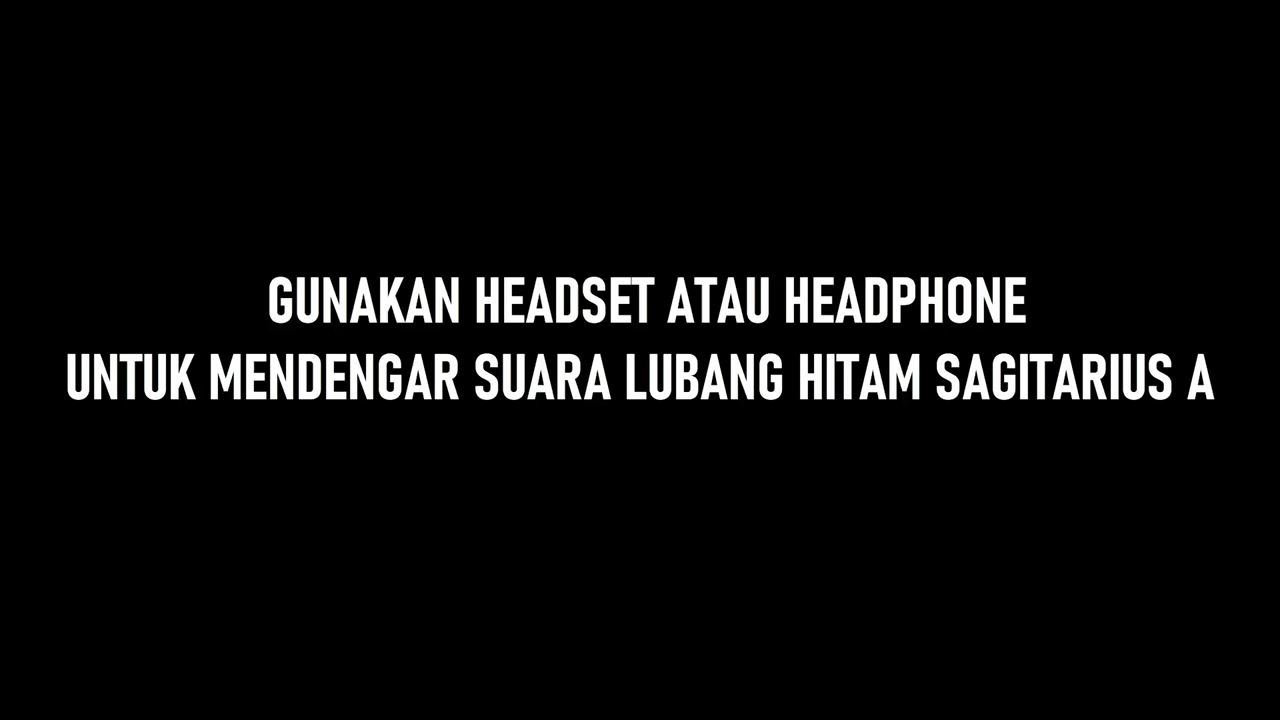 GUNAKAN HEADSET ATAU HEADPHONE
UNTUK MENDENGAR SUARA LUBANG HITAM SAGITARIUS A